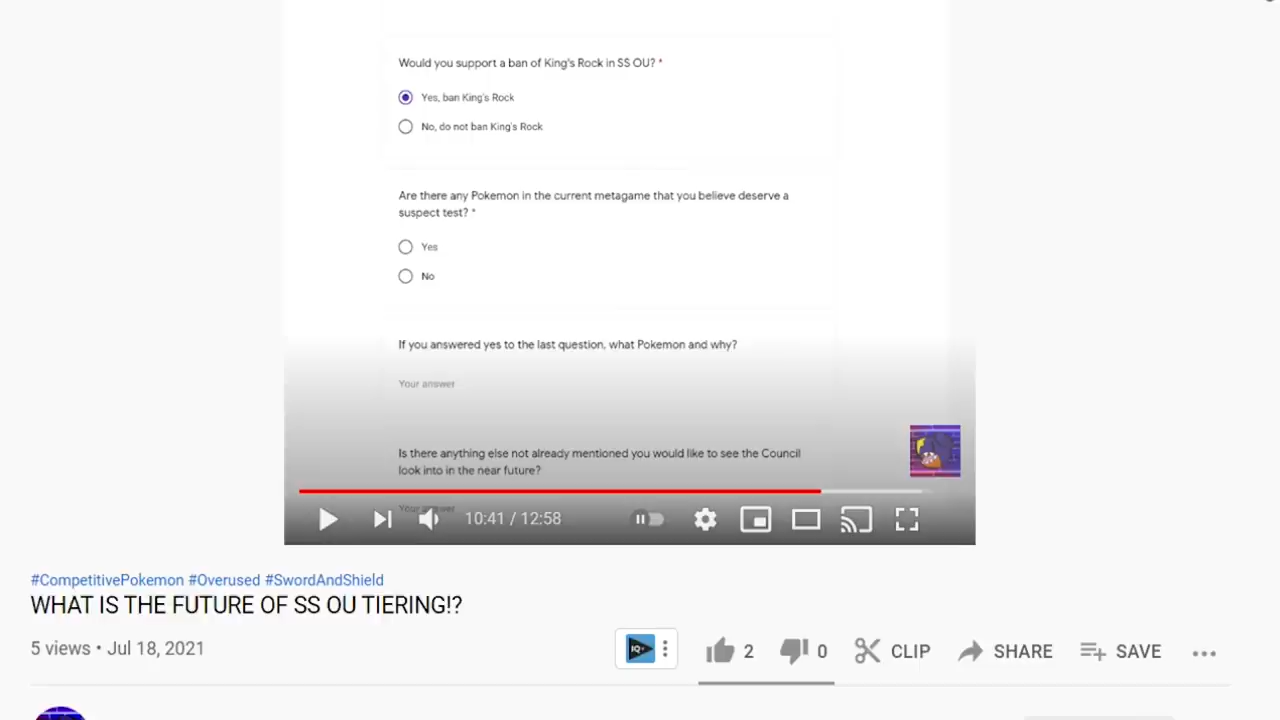 Would you support a ban of King's Rock in SS OU? *
Yes, ban King's Rock
No, do not ban King's Rock
Are there any Pokemon in the current metagame that you believe deserve a
suspect test? *
Yes
No
If you answered yes to the last question, what Pokemon and why?
Your answer
Is there anything else not already mentioned you would like to see the Council
look into in the near future?
Your answer
10:41 / 12:58
#CompetitivePokemon #Overused #SwordAndShield
WHAT IS THE FUTURE OF SS OU TIERING!?
5 views • Jul 18, 2021
IQ
2
0
CLIP
SHARE
SAVE